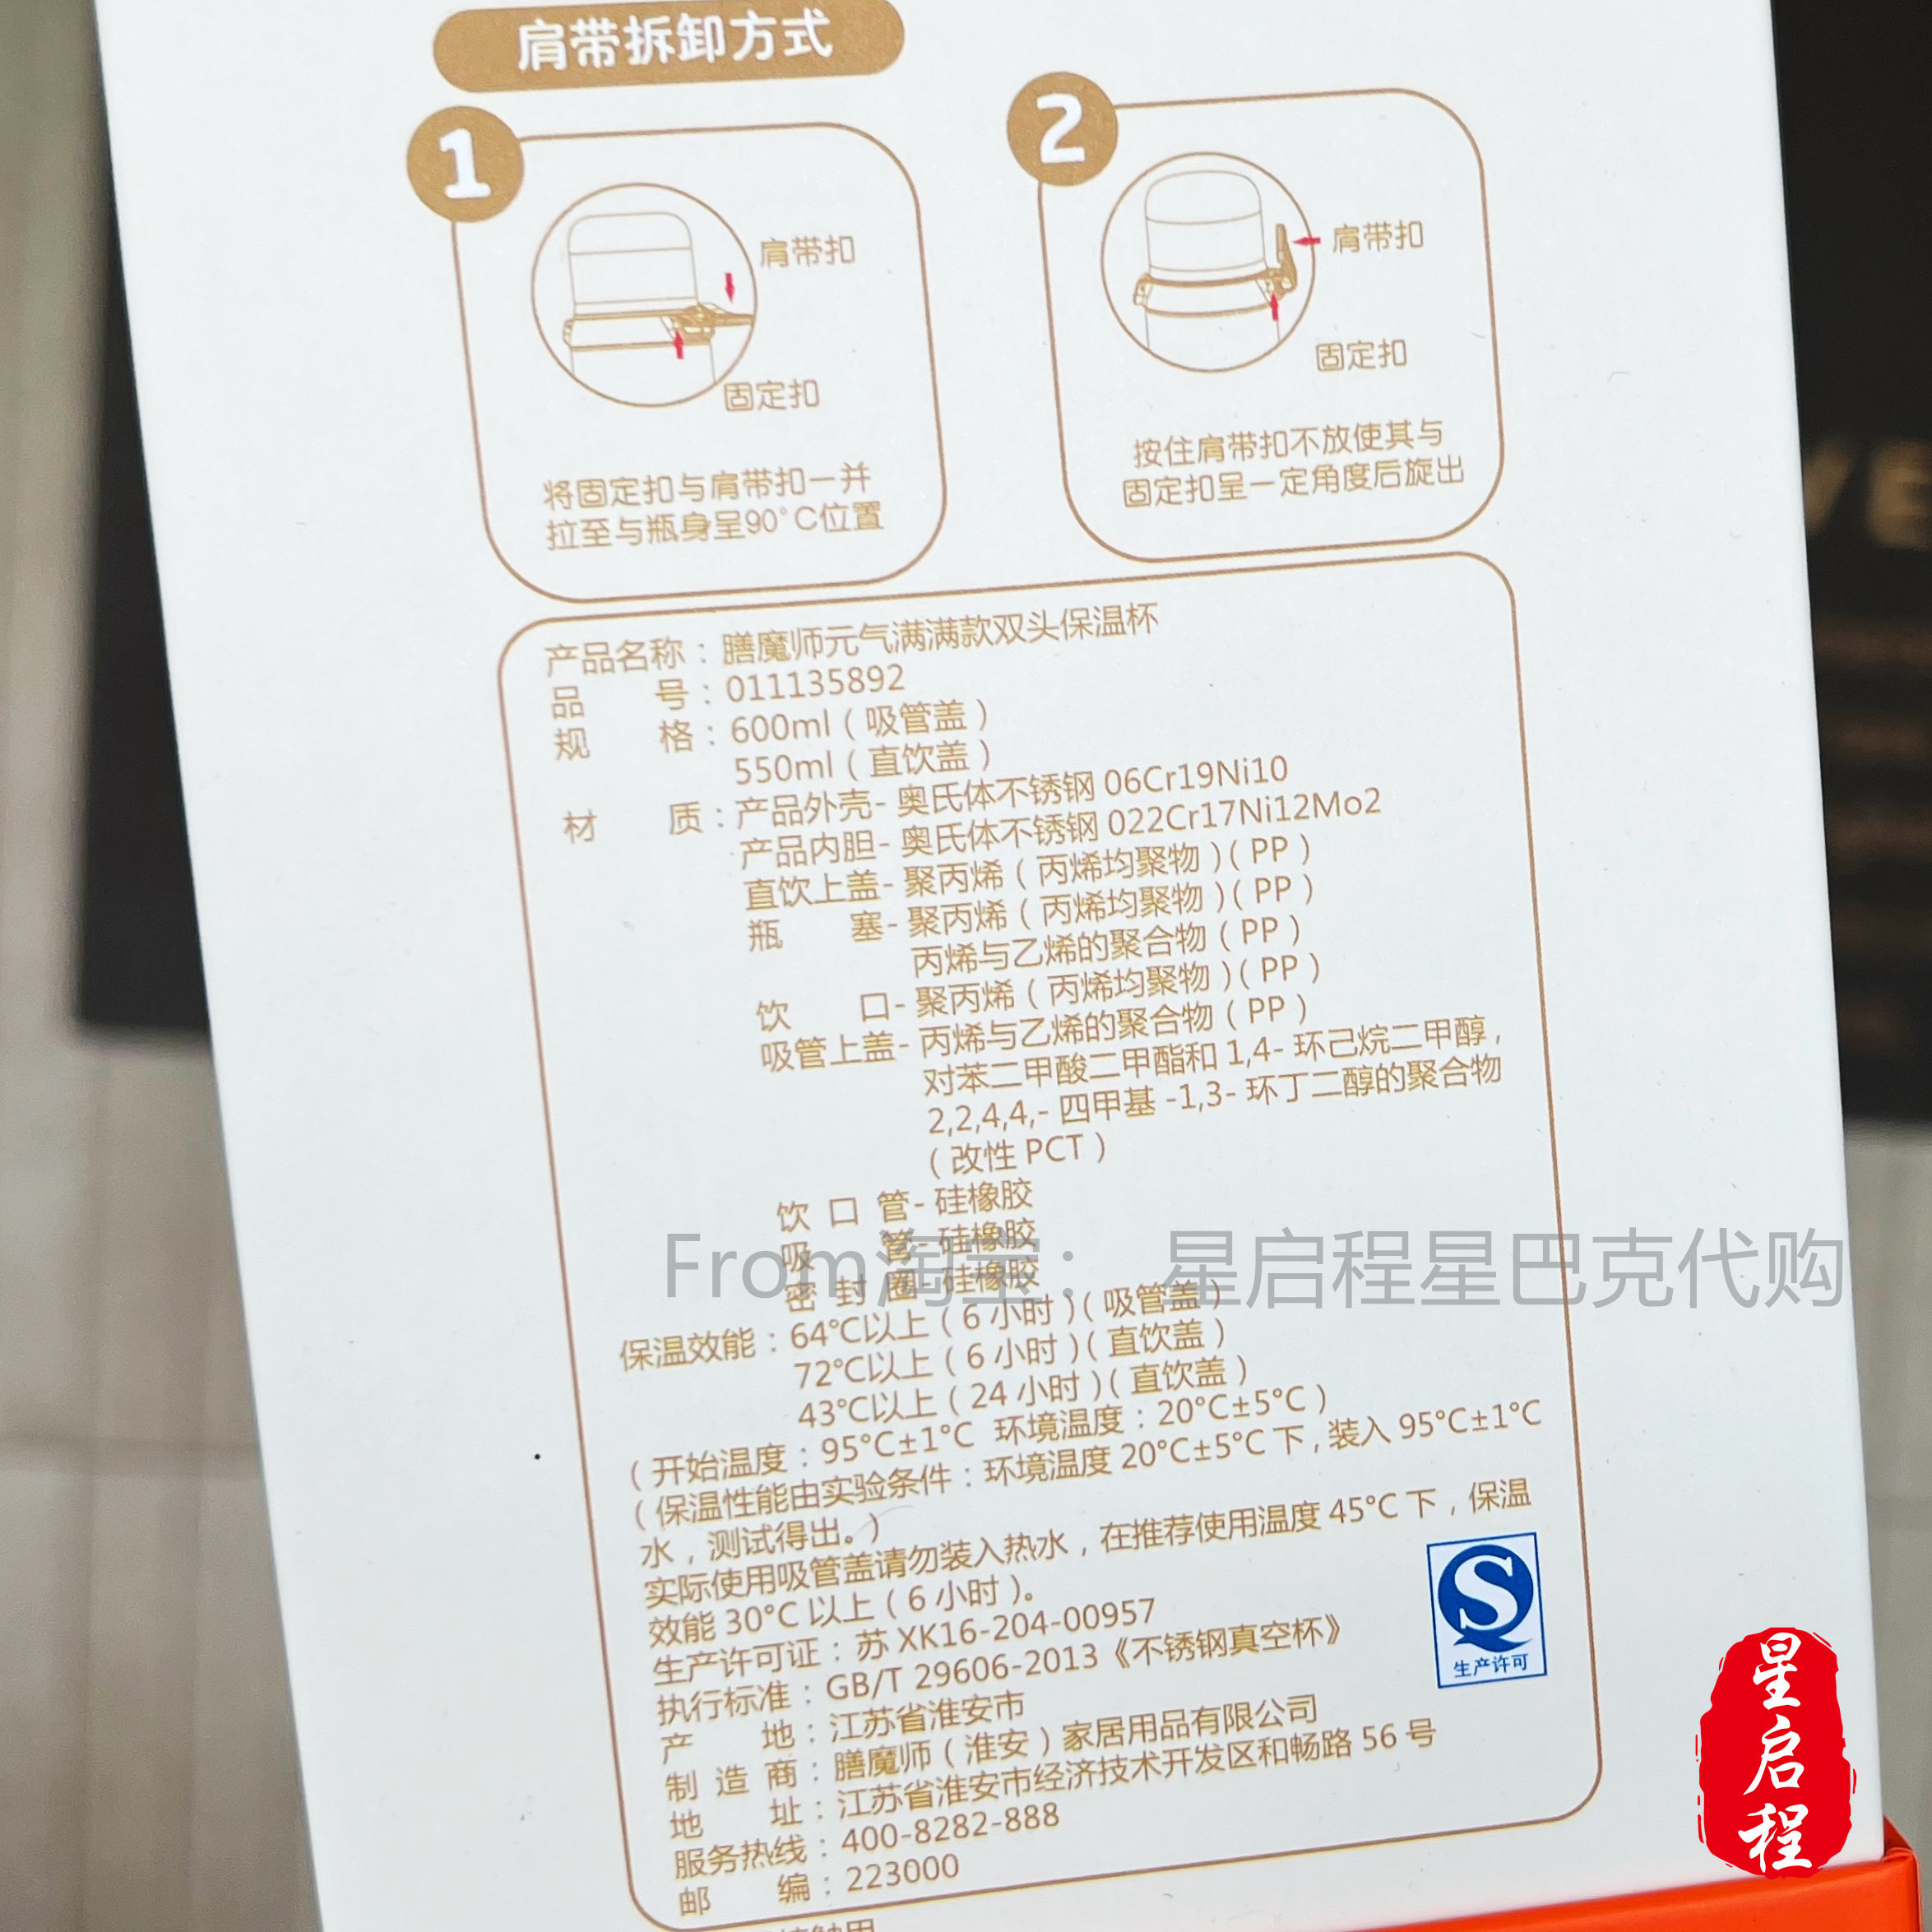 肩带拆卸方式
1
肩带扣
固定扣
将固定扣与肩带扣一并
拉至与瓶身呈90°C位置
2
肩带扣
固定扣
按住肩带扣不放使其与
固定扣呈一定角度后旋出
产品名称：膳魔师元气满满款双头保温杯
品 号：011135892
规 格：600ml（吸管盖）
550ml（直饮盖）
材 质：产品外壳- 奥氏体不锈钢 06Cr19Ni10
产品内胆- 奥氏体不锈钢 022Cr17Ni12Mo2
直饮上盖- 聚丙烯（丙烯均聚物）（PP）
瓶 塞- 聚丙烯（丙烯均聚物）（PP）
丙烯与乙烯的聚合物（PP）
饮 口- 聚丙烯（丙烯均聚物）（PP）
吸管上盖- 丙烯与乙烯的聚合物（PP）
对苯二甲酸二甲酯和 1,4- 环己烷二甲醇，
2,2,4,4,- 四甲基 -1,3- 环丁二醇的聚合物
（改性 PCT）
饮 口 管- 硅橡胶
吸 管- 硅橡胶
密 封 圈- 硅橡胶
From淘宝： 星启程星巴克代购
保温效能：64℃以上（6 小时）（吸管盖）
72℃以上（6 小时）（直饮盖）
43℃以上（24 小时）（直饮盖）
（开始温度：95°C±1°C 环境温度：20°C±5°C）
（保温性能由实验条件：环境温度 20°C±5°C 下，装入 95°C±1°C
水，测试得出。）
实际使用吸管盖请勿装入热水，在推荐使用温度 45°C 下，保温
效能 30°C 以上（6 小时）。
生产许可证：苏 XK16-204-00957
执行标准：GB/T 29606-2013《不锈钢真空杯》
产 地：江苏省淮安市
制 造 商：膳魔师（淮安）家居用品有限公司
地 址：江苏省淮安市经济技术开发区和畅路 56 号
服务热线：400-8282-888
邮 编：223000
生产许可
星启程